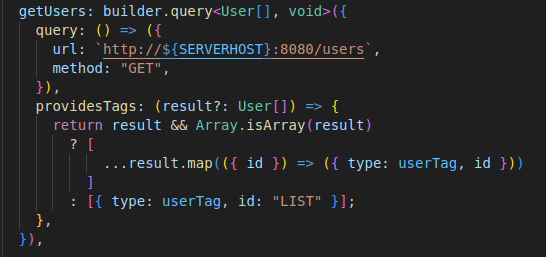 getUsers: builder.query<User[], void>({
  query: () => ({
    url: `http://${SERVERHOST}:8080/users`,
    method: "GET",
  }),
  providesTags: (result?: User[]) => {
    return result && Array.isArray(result)
      ? [
          ...result.map(({ id }) => ({ type: userTag, id }))
        ]
      : [{ type: userTag, id: "LIST" }];
  },
}),